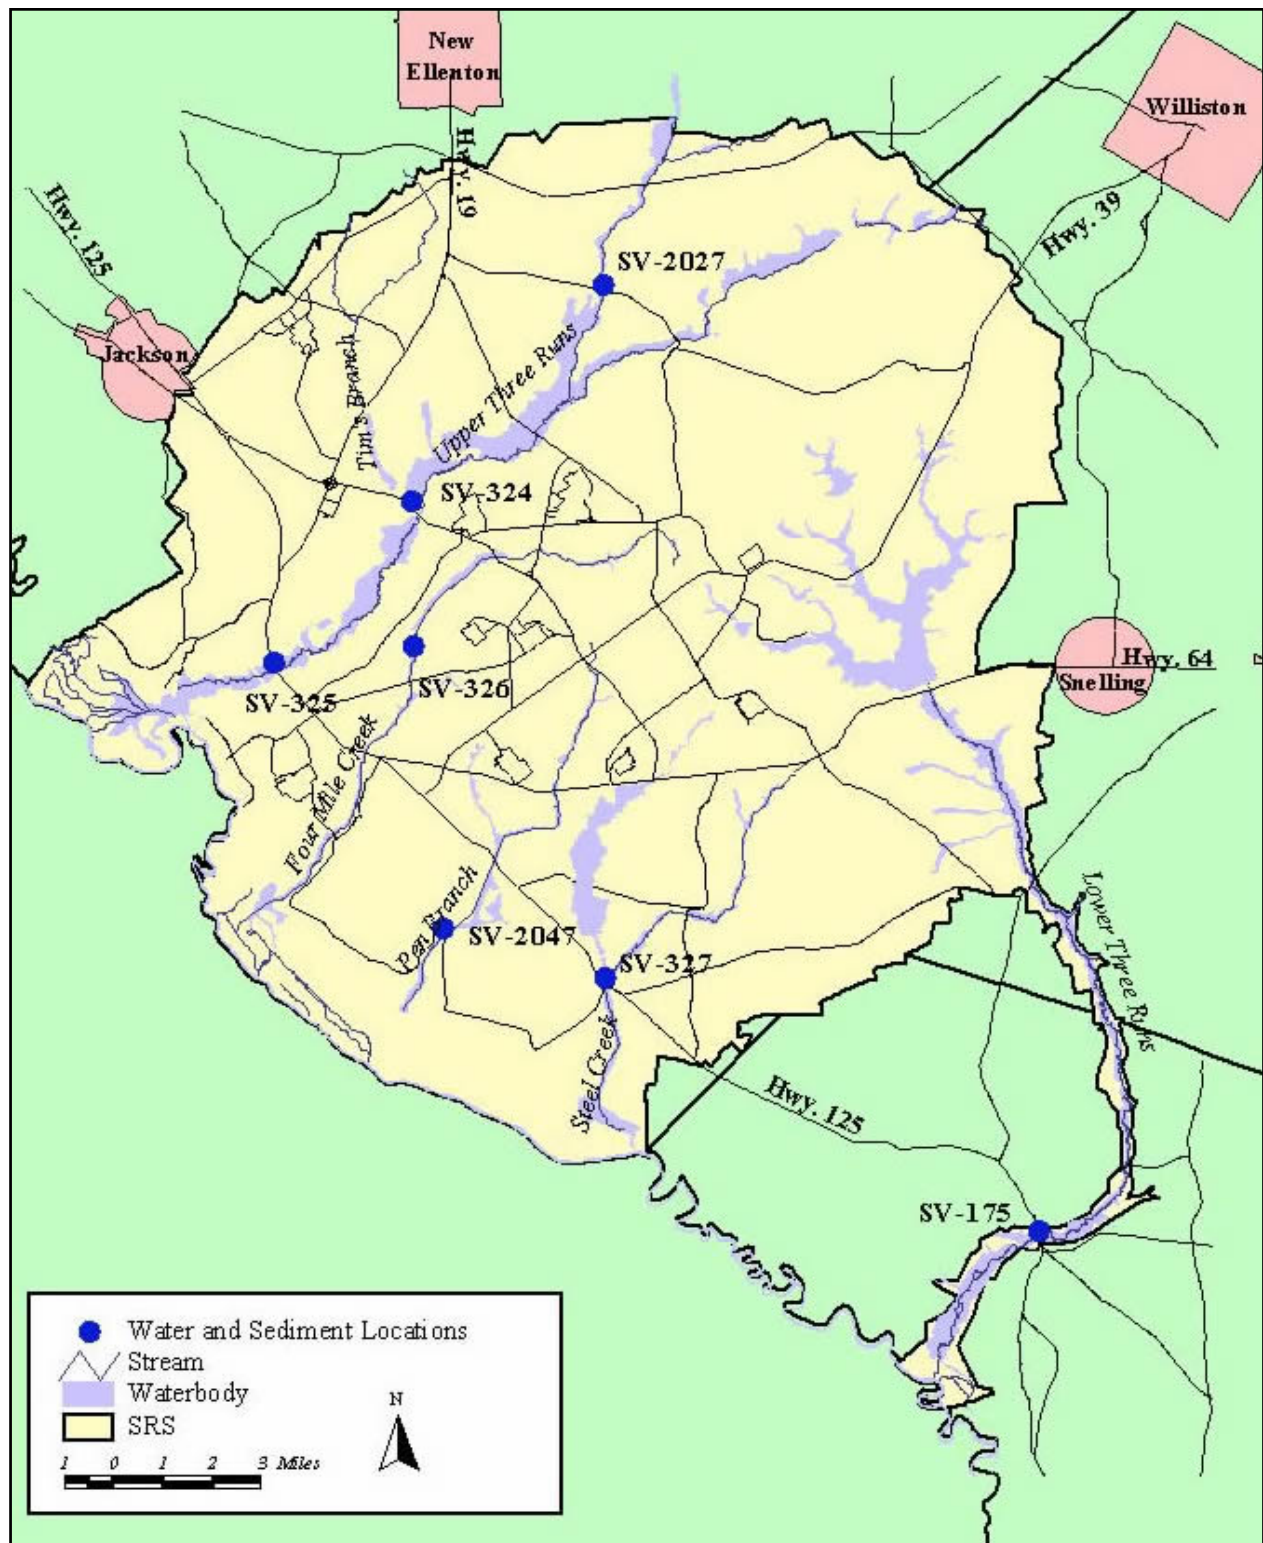 New
Ellenton
Williston
Hwy. 19
Hwy. 125
Hwy. 39
SV-2027
Jackson
Tim's Branch
Upper Three Runs
SV-324
Hwy. 64
Snelling
SV-326
SV-325
Four Mile Creek
Pen Branch
SV-2047
SV-327
Lower Three Runs
Steel Creek
Hwy. 125
SV-175
Water and Sediment Locations
Stream
Waterbody
SRS
N
1 0 1 2 3 Miles